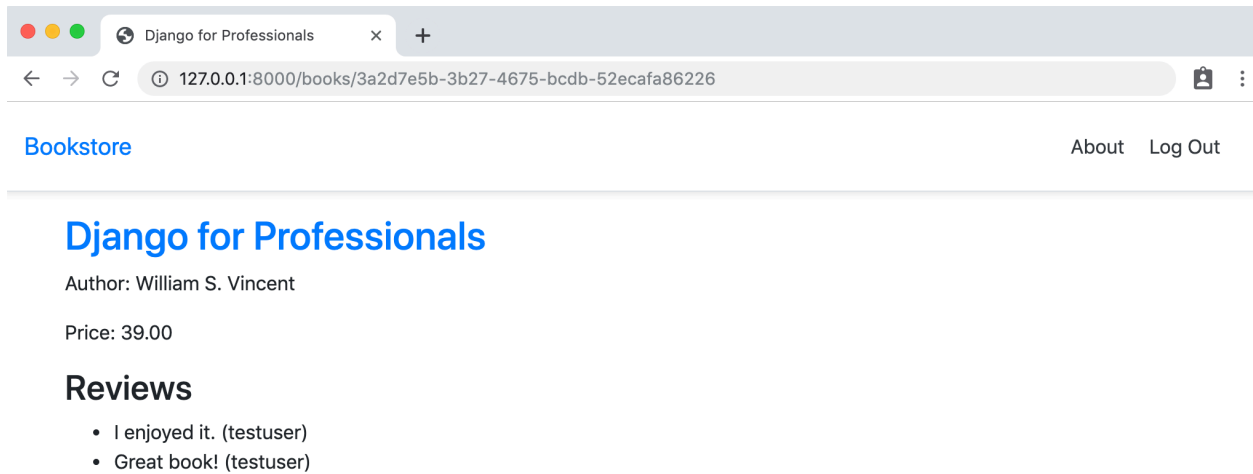 Django for Professionals
127.0.0.1:8000/books/3a2d7e5b-3b27-4675-bcdb-52ecafa86226
Bookstore About Log Out
Django for Professionals
Author: William S. Vincent
Price: 39.00
Reviews
• I enjoyed it. (testuser)
• Great book! (testuser)